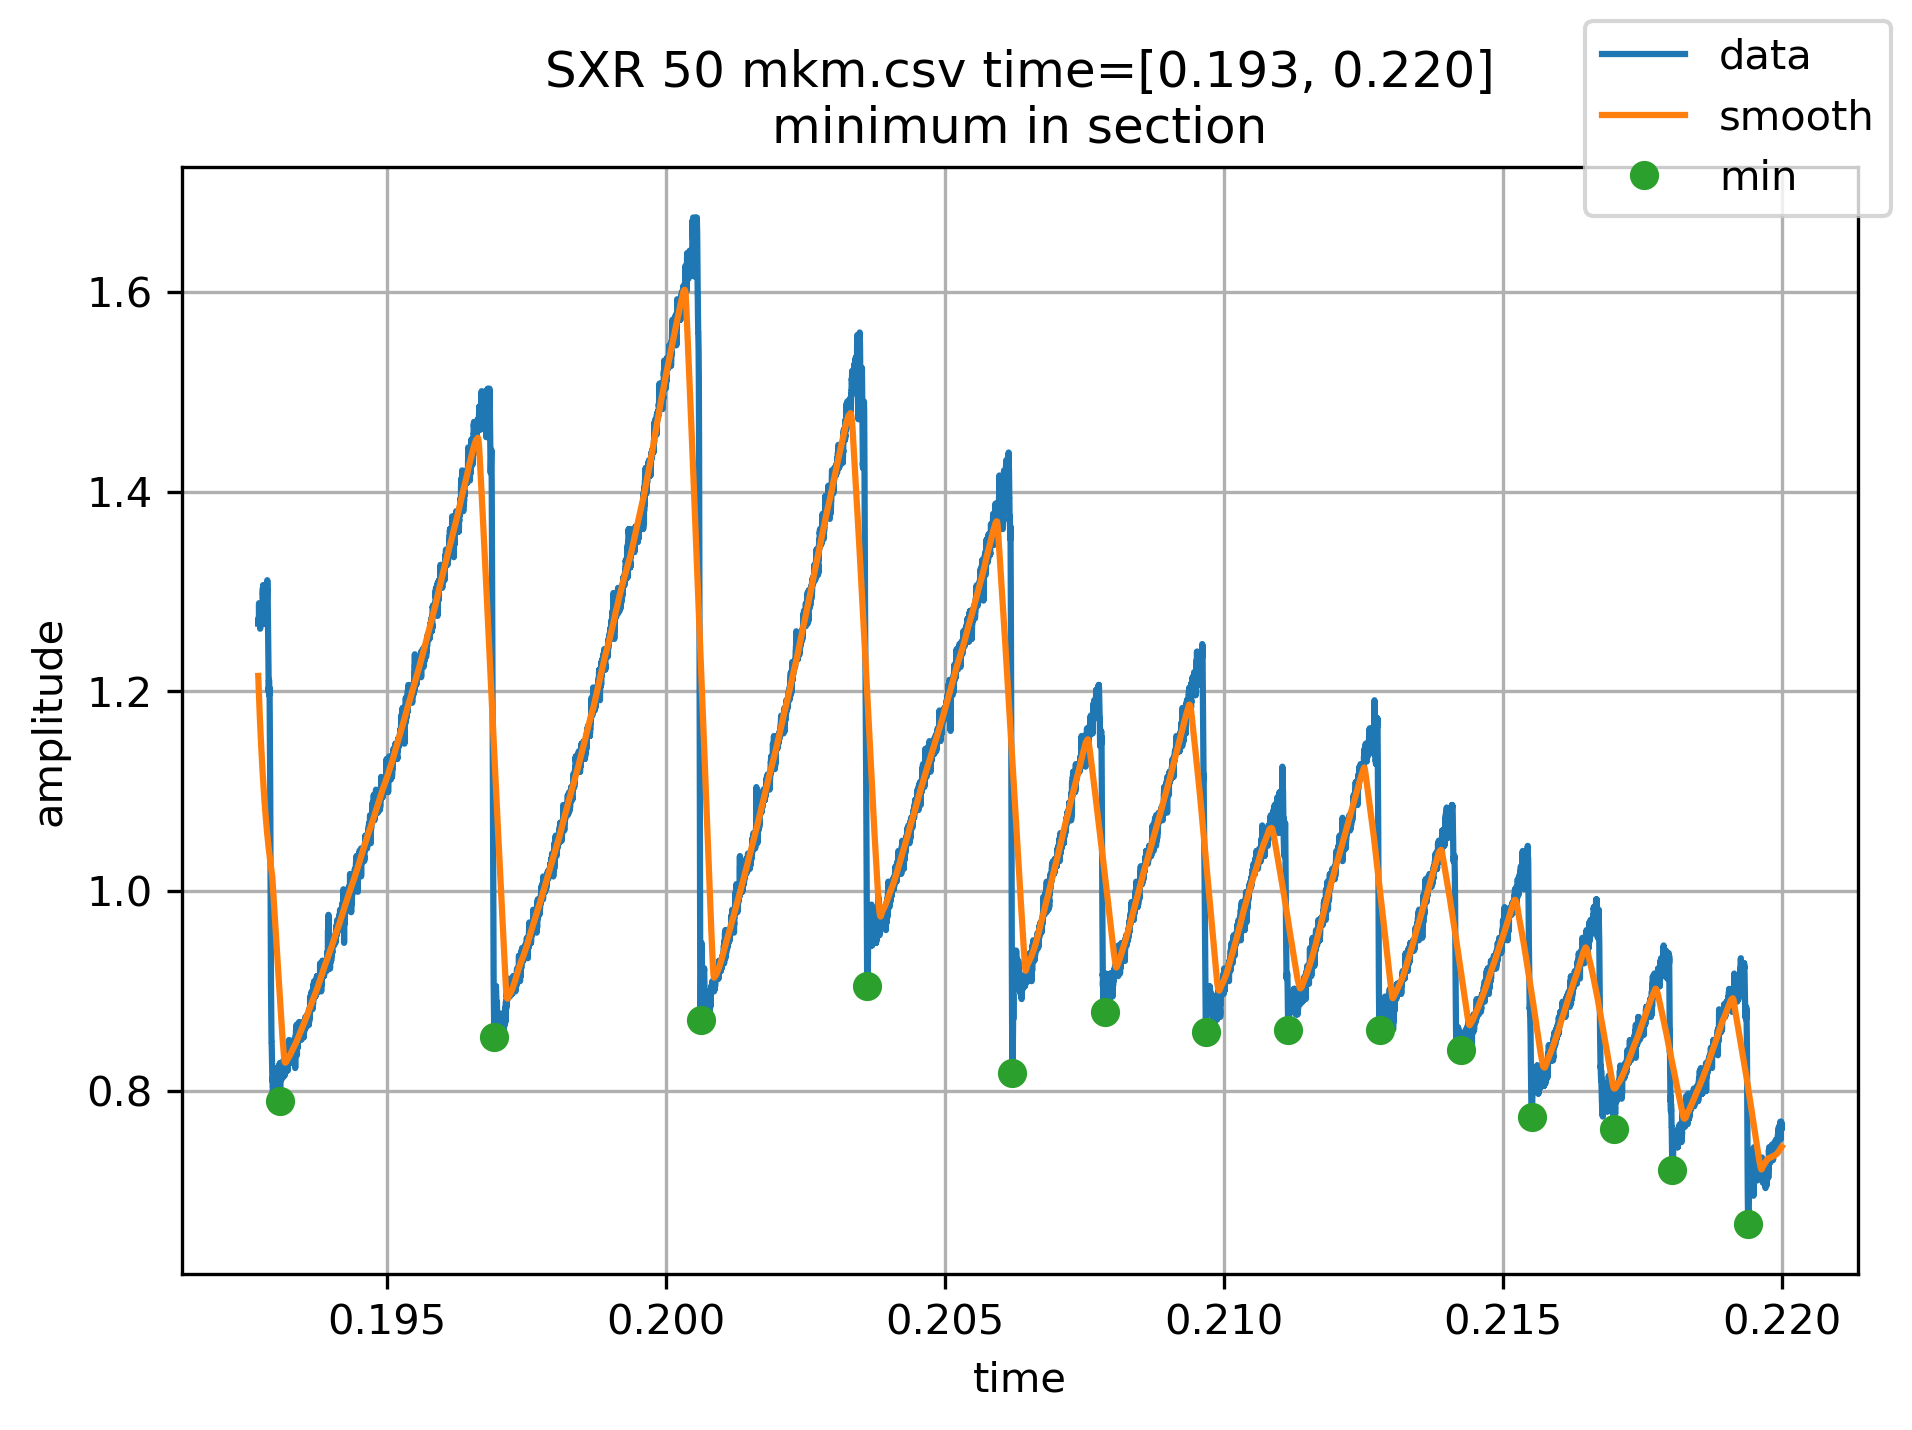 SXR 50 mkm.csv time=[0.193, 0.220]
minimum in section
data
smooth
min
1.6
1.4
1.2
1.0
0.8
amplitude
0.195
0.200
0.205
0.210
0.215
0.220
time